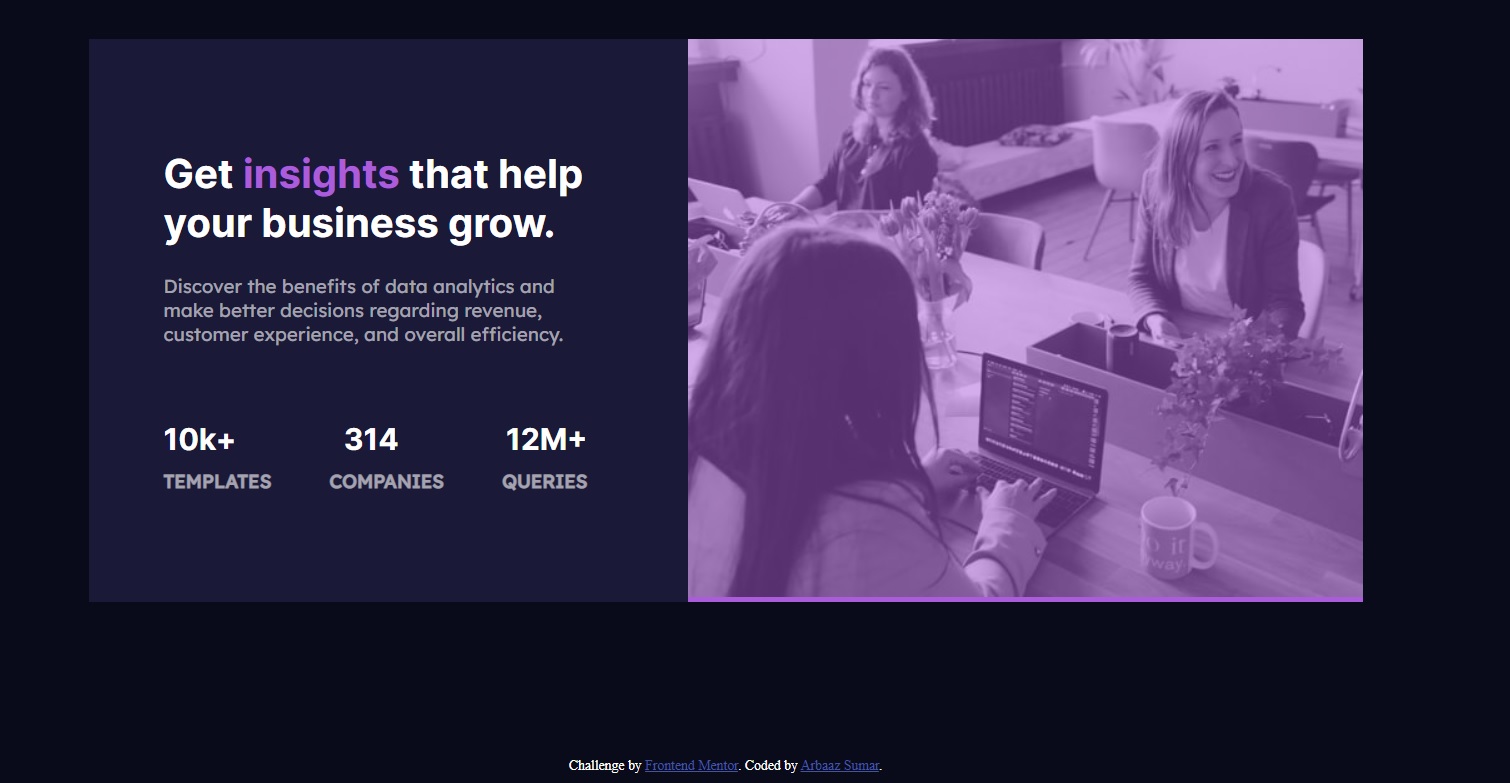 Get insights that help
your business grow.
Discover the benefits of data analytics and
make better decisions regarding revenue,
customer experience, and overall efficiency.
10k+ 314 12M+
TEMPLATES COMPANIES QUERIES
Challenge by Frontend Mentor. Coded by Arbaaz Sumar.